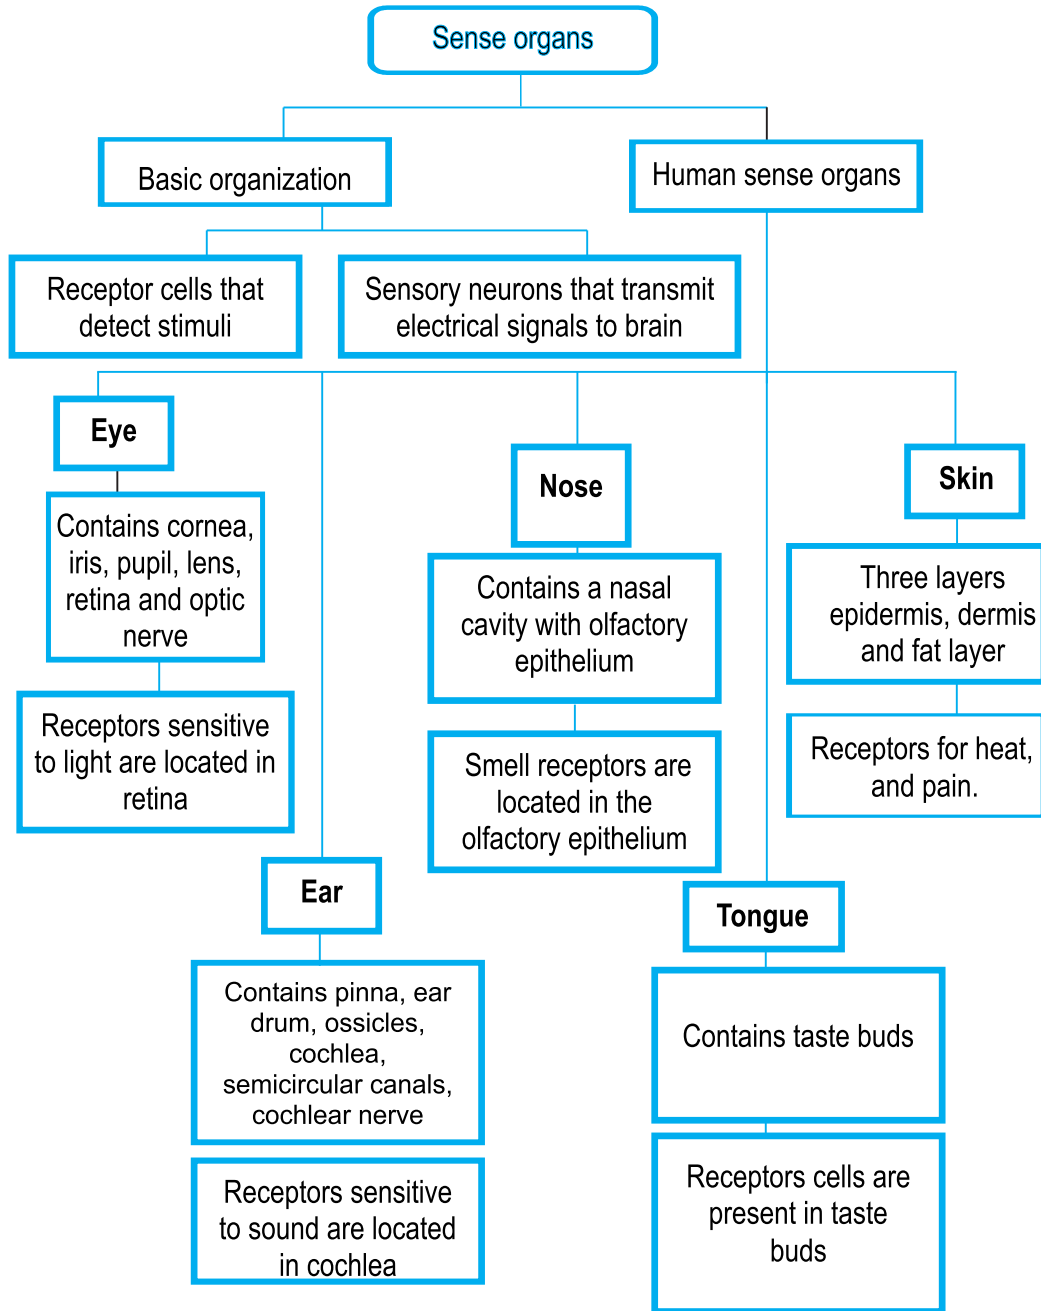 Sense organs
Basic organization
Human sense organs
Receptor cells that
detect stimuli
Sensory neurons that transmit
electrical signals to brain
Eye
Contains cornea,
iris, pupil, lens,
retina and optic
nerve
Receptors sensitive
to light are located in
retina
Ear
Contains pinna, ear
drum, ossicles,
cochlea,
semicircular canals,
cochlear nerve
Receptors sensitive
to sound are located
in cochlea
Nose
Contains a nasal
cavity with olfactory
epithelium
Smell receptors are
located in the
olfactory epithelium
Tongue
Contains taste buds
Receptors cells are
present in taste
buds
Skin
Three layers
epidermis, dermis
and fat layer
Receptors for heat,
and pain.